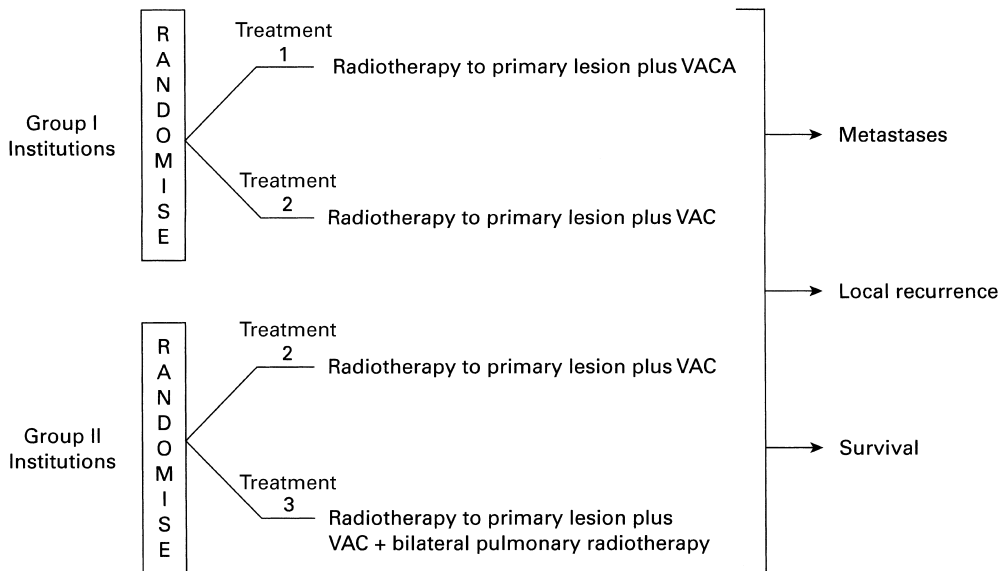 Group I
Institutions
RANDOMISE
Treatment
1
Radiotherapy to primary lesion plus VACA
Treatment
2
Radiotherapy to primary lesion plus VAC
Group II
Institutions
RANDOMISE
Treatment
2
Radiotherapy to primary lesion plus VAC
Treatment
3
Radiotherapy to primary lesion plus
VAC + bilateral pulmonary radiotherapy
Metastases
Local recurrence
Survival